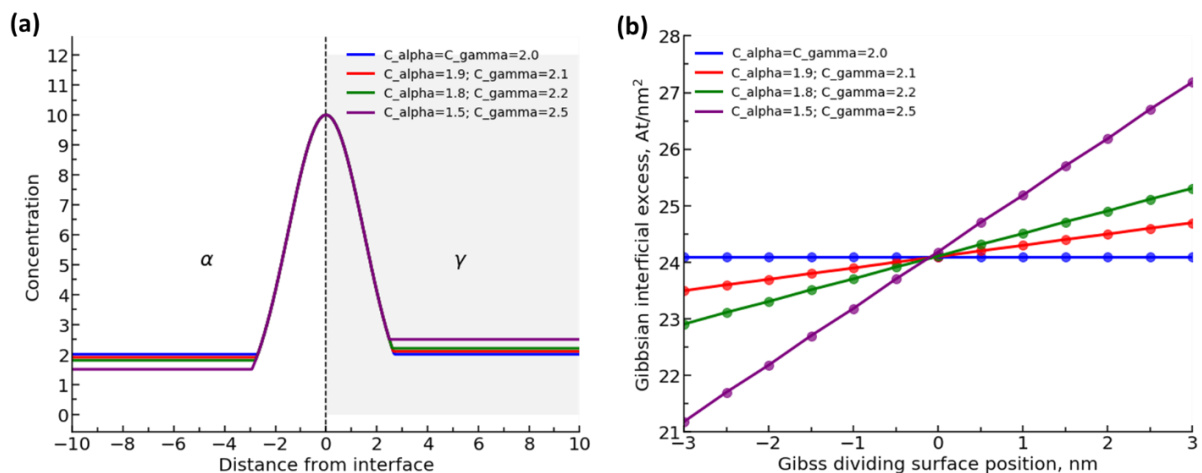 (a)
12
11
10
9
8
7
6
5
4
3
2
1
0
Concentration
C_alpha=C_gamma=2.0
C_alpha=1.9; C_gamma=2.1
C_alpha=1.8; C_gamma=2.2
C_alpha=1.5; C_gamma=2.5
α
γ
−10 −8 −6 −4 −2 0 2 4 6 8 10
Distance from interface
(b)
28
27
26
25
24
23
22
21
Gibbsian interficial excess, At/nm²
C_alpha=C_gamma=2.0
C_alpha=1.9; C_gamma=2.1
C_alpha=1.8; C_gamma=2.2
C_alpha=1.5; C_gamma=2.5
−3 −2 −1 0 1 2 3
Gibss dividing surface position, nm